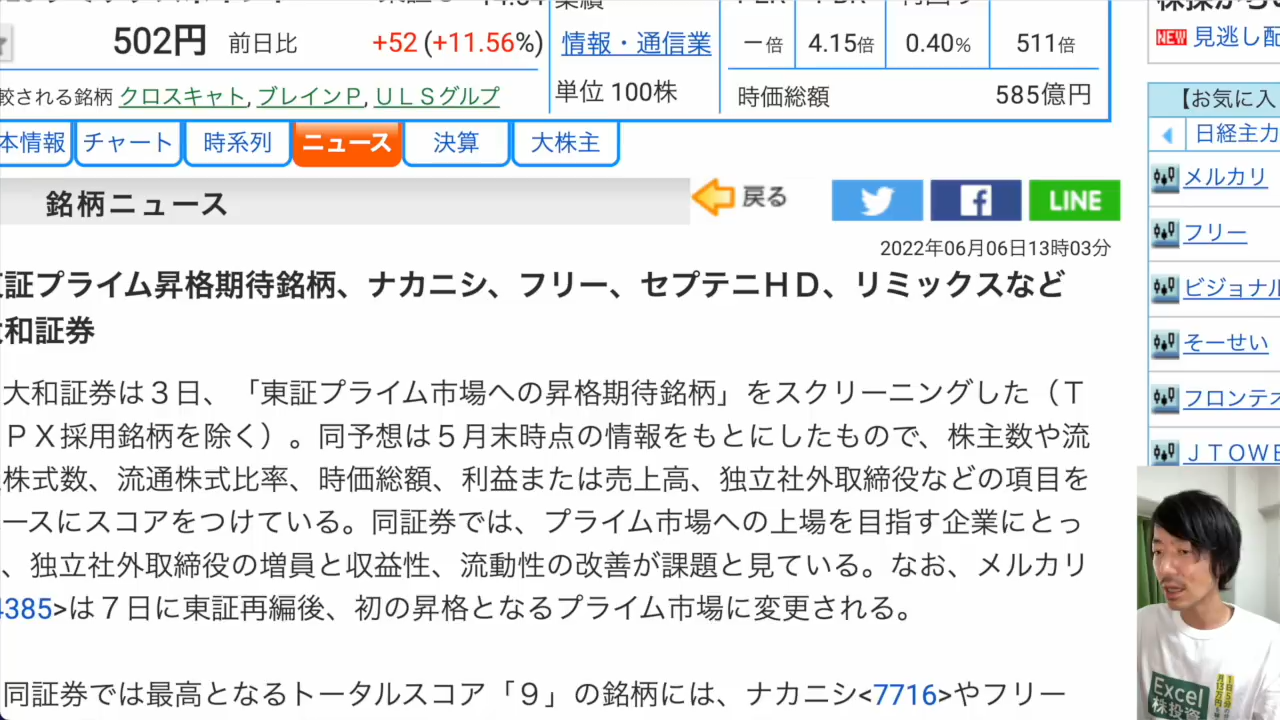 502円 前日比 +52 (+11.56%)
情報・通信業
単位 100株
－倍 4.15倍 0.40% 511倍
時価総額 585億円
較される銘柄 クロスキャト, ブレインＰ, ＵＬＳグルプ
本情報 チャート 時系列 ニュース 決算 大株主
銘柄ニュース
戻る
LINE
2022年06月06日13時03分
証プライム昇格期待銘柄、ナカニシ、フリー、セプテニＨＤ、リミックスなど
和証券
大和証券は３日、「東証プライム市場への昇格期待銘柄」をスクリーニングした（Ｔ
ＰＸ採用銘柄を除く）。同予想は５月末時点の情報をもとにしたもので、株主数や流
株式数、流通株式比率、時価総額、利益または売上高、独立社外取締役などの項目を
ースにスコアをつけている。同証券では、プライム市場への上場を目指す企業にとっ
、独立社外取締役の増員と収益性、流動性の改善が課題と見ている。なお、メルカリ
4385>は７日に東証再編後、初の昇格となるプライム市場に変更される。
同証券では最高となるトータルスコア「９」の銘柄には、ナカニシ<7716>やフリー
NEW 見逃し配
【お気に入
日経主力
メルカリ
フリー
ビジョナル
そーせい
フロンテオ
ＪＴＯＷＥ
Excel
株投資